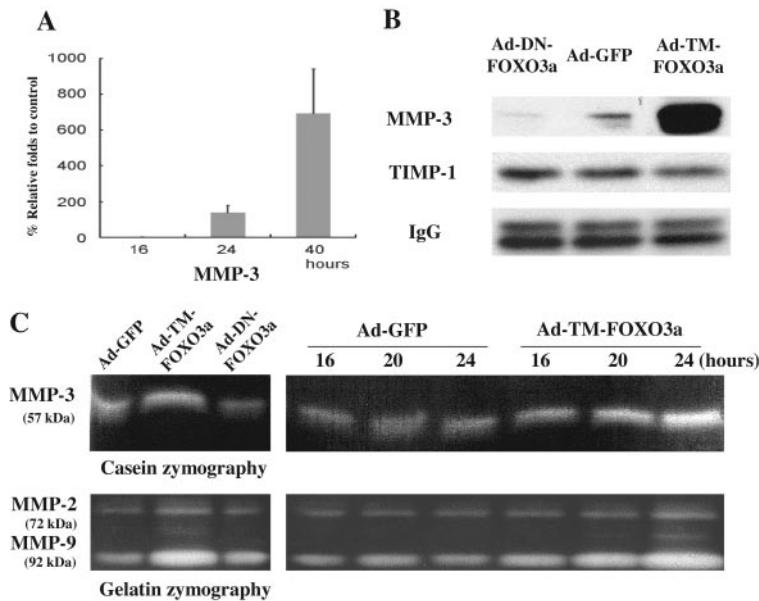 A
% Relative folds to control
1000
800
600
400
200
0
16
24
40
hours
MMP-3
B
Ad-DN-
FOXO3a
Ad-GFP
Ad-TM-
FOXO3a
MMP-3
TIMP-1
IgG
C
Ad-GFP
Ad-TM-
FOXO3a
Ad-DN-
FOXO3a
Ad-GFP
Ad-TM-FOXO3a
16 20 24 16 20 24 (hours)
MMP-3
(57 kDa)
Casein zymography
MMP-2
(72 kDa)
MMP-9
(92 kDa)
Gelatin zymography